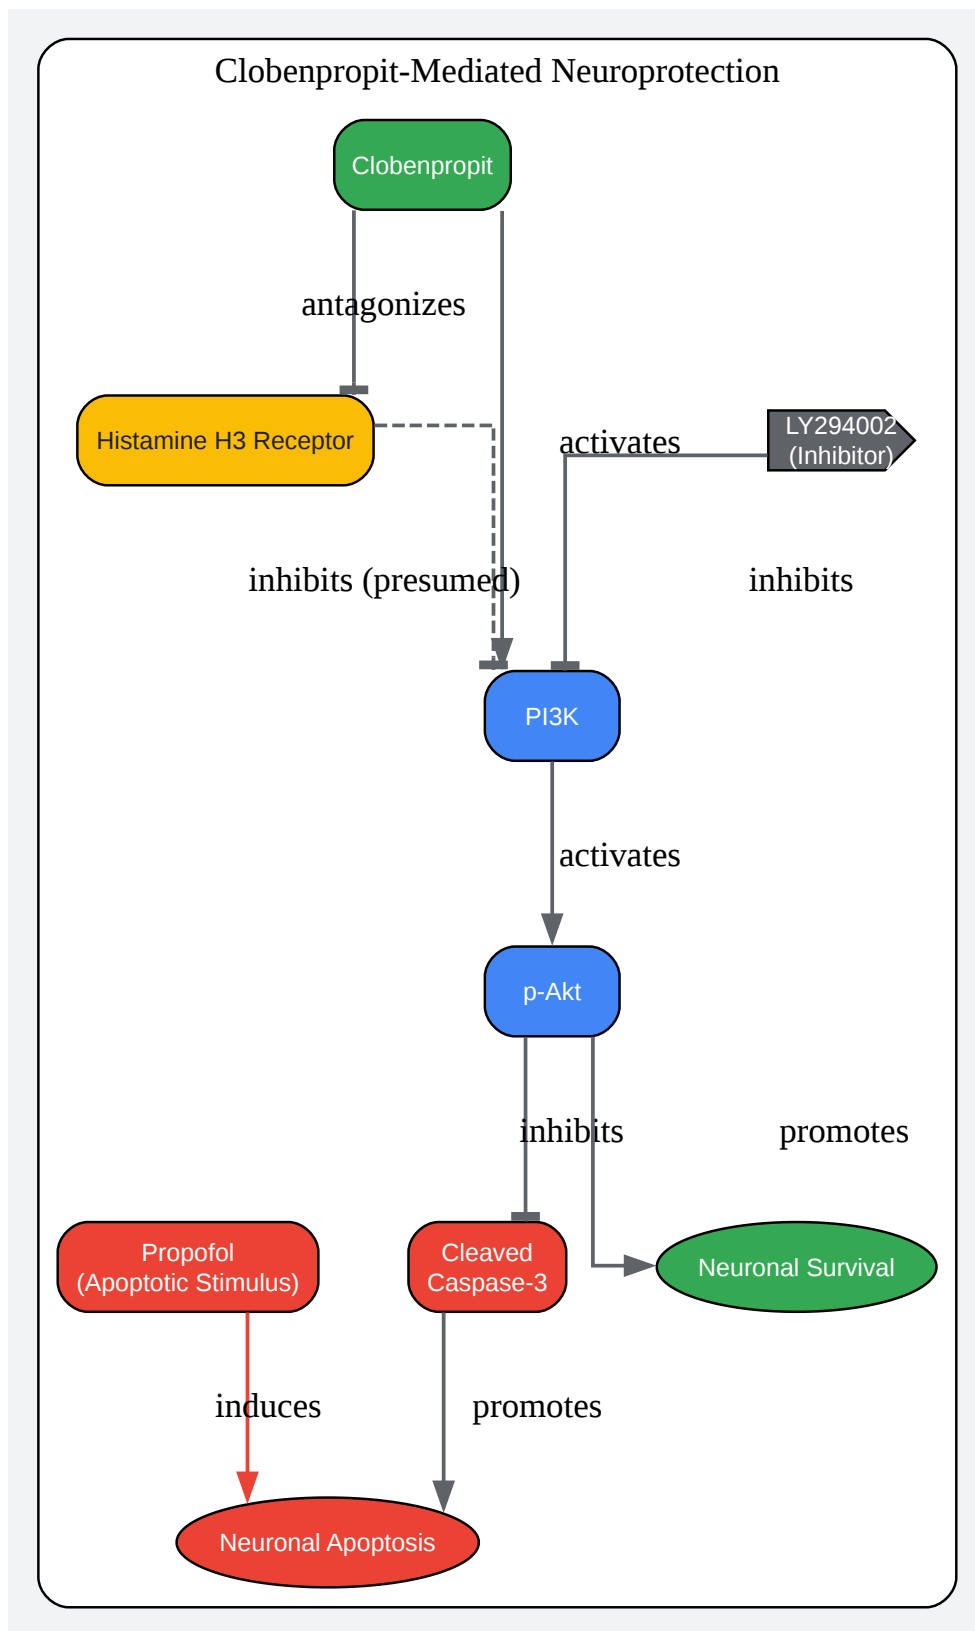 Clobenpropit-Mediated Neuroprotection
Clobenpropit
antagonizes
Histamine H3 Receptor
activates
LY294002
(Inhibitor)
inhibits (presumed)
inhibits
PI3K
activates
p-Akt
inhibits
promotes
Propofol
(Apoptotic Stimulus)
Cleaved
Caspase-3
Neuronal Survival
induces
promotes
Neuronal Apoptosis